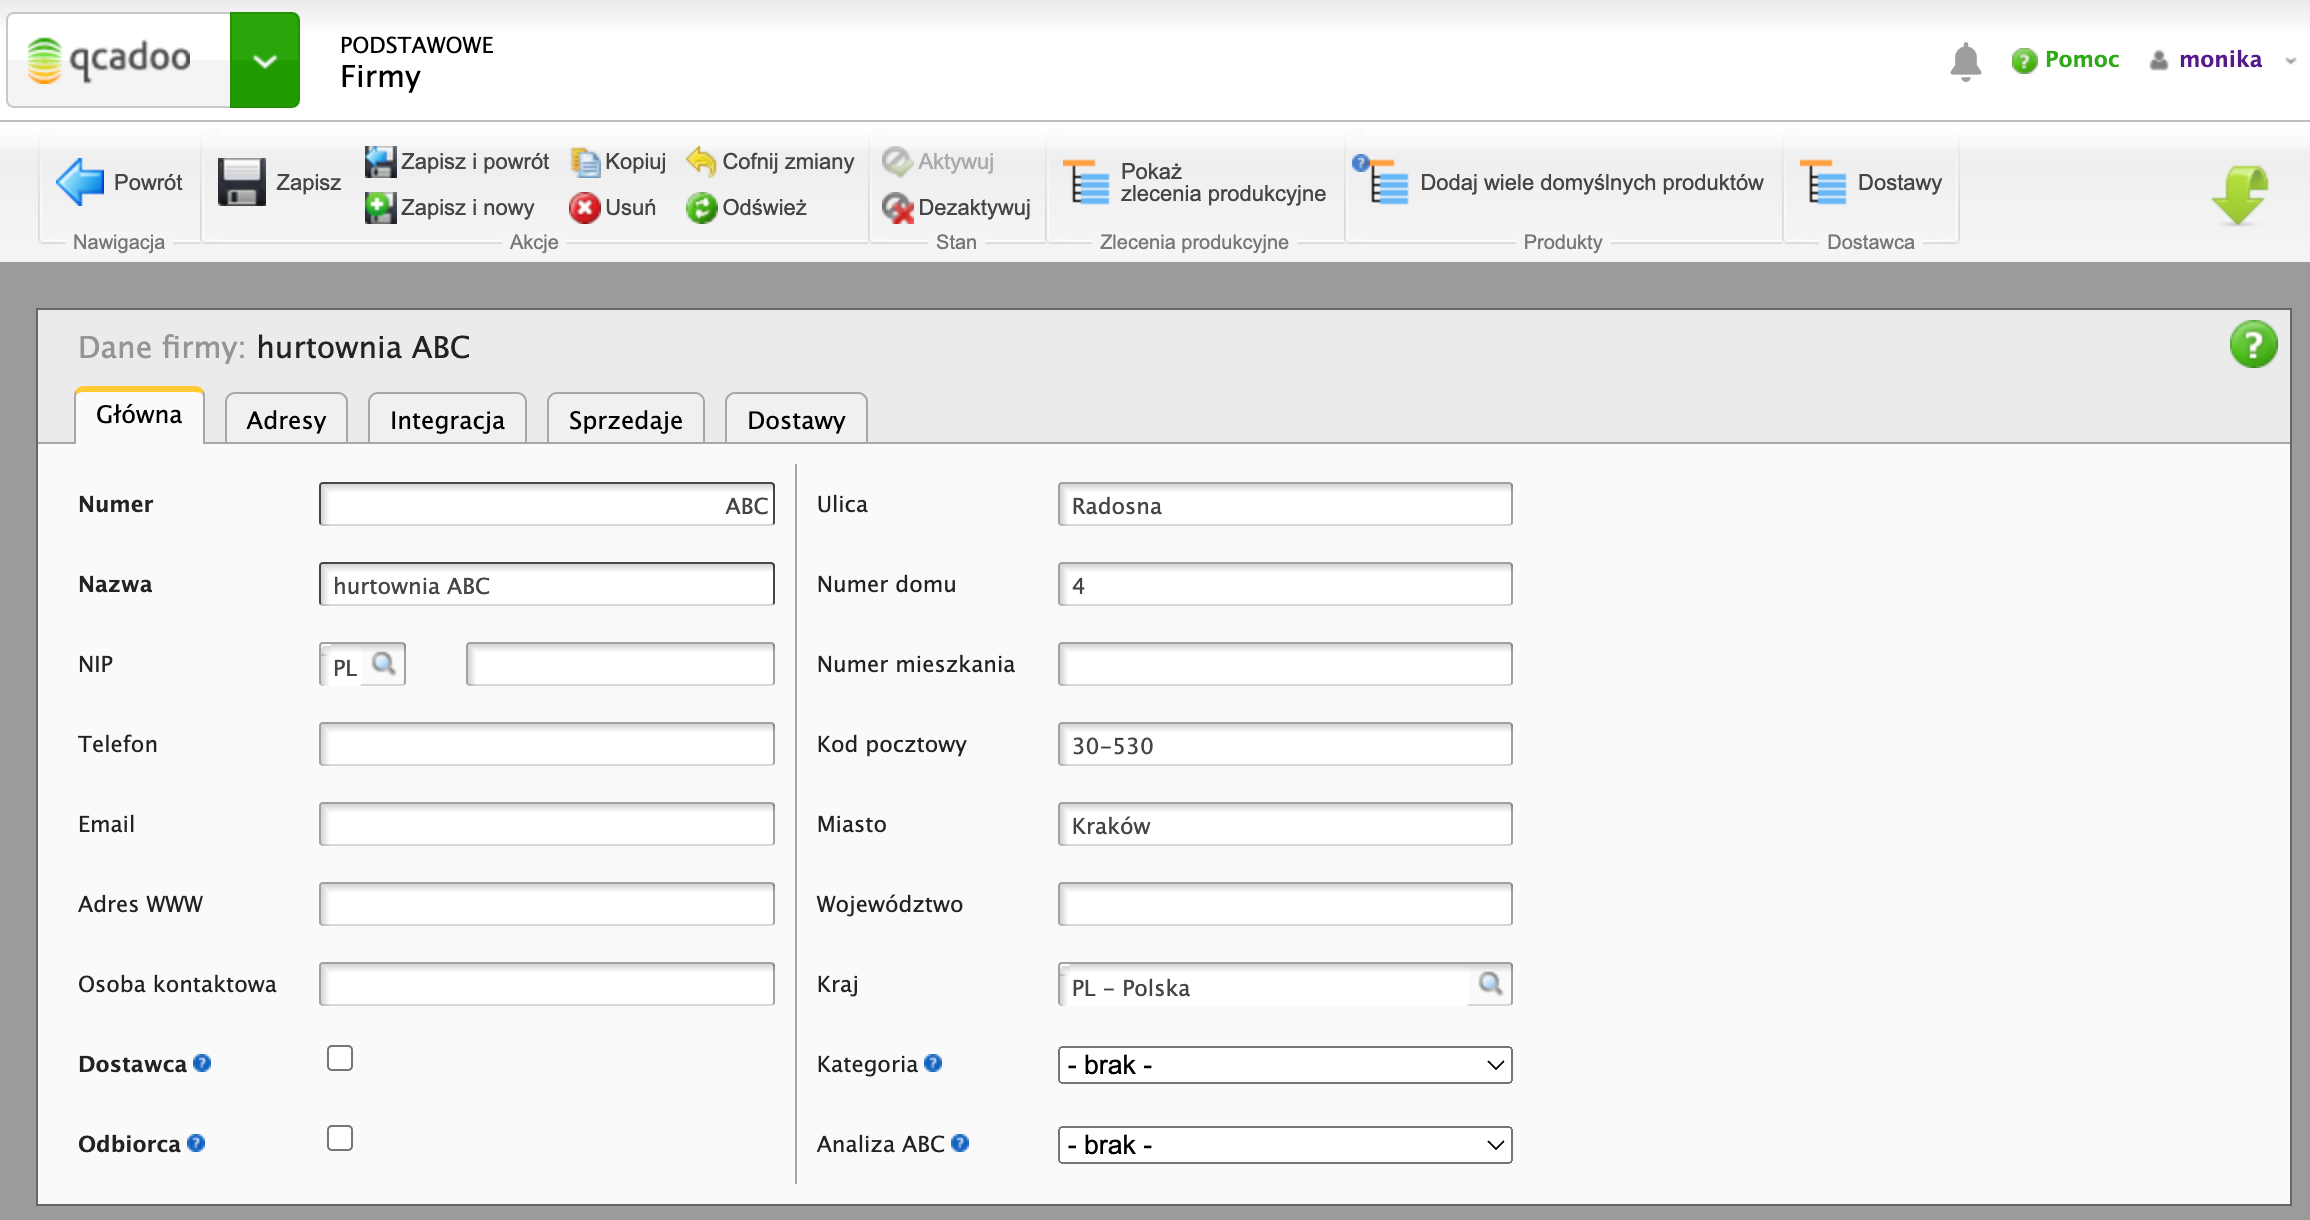 qcadoo
PODSTAWOWE
Firmy
Pomoc
monika
Powrót
Nawigacja
Zapisz
Zapisz i powrót
Kopiuj
Cofnij zmiany
Zapisz i nowy
Usuń
Odśwież
Akcje
Aktywuj
Dezaktywuj
Stan
Pokaż
zlecenia produkcyjne
Zlecenia produkcyjne
Dodaj wiele domyślnych produktów
Produkty
Dostawy
Dostawca
Dane firmy: hurtownia ABC
Główna
Adresy
Integracja
Sprzedaje
Dostawy
Numer
ABC
Nazwa
hurtownia ABC
NIP
PL
Telefon
Email
Adres WWW
Osoba kontaktowa
Dostawca
Odbiorca
Ulica
Radosna
Numer domu
4
Numer mieszkania
Kod pocztowy
30-530
Miasto
Kraków
Województwo
Kraj
PL - Polska
Kategoria
- brak -
Analiza ABC
- brak -